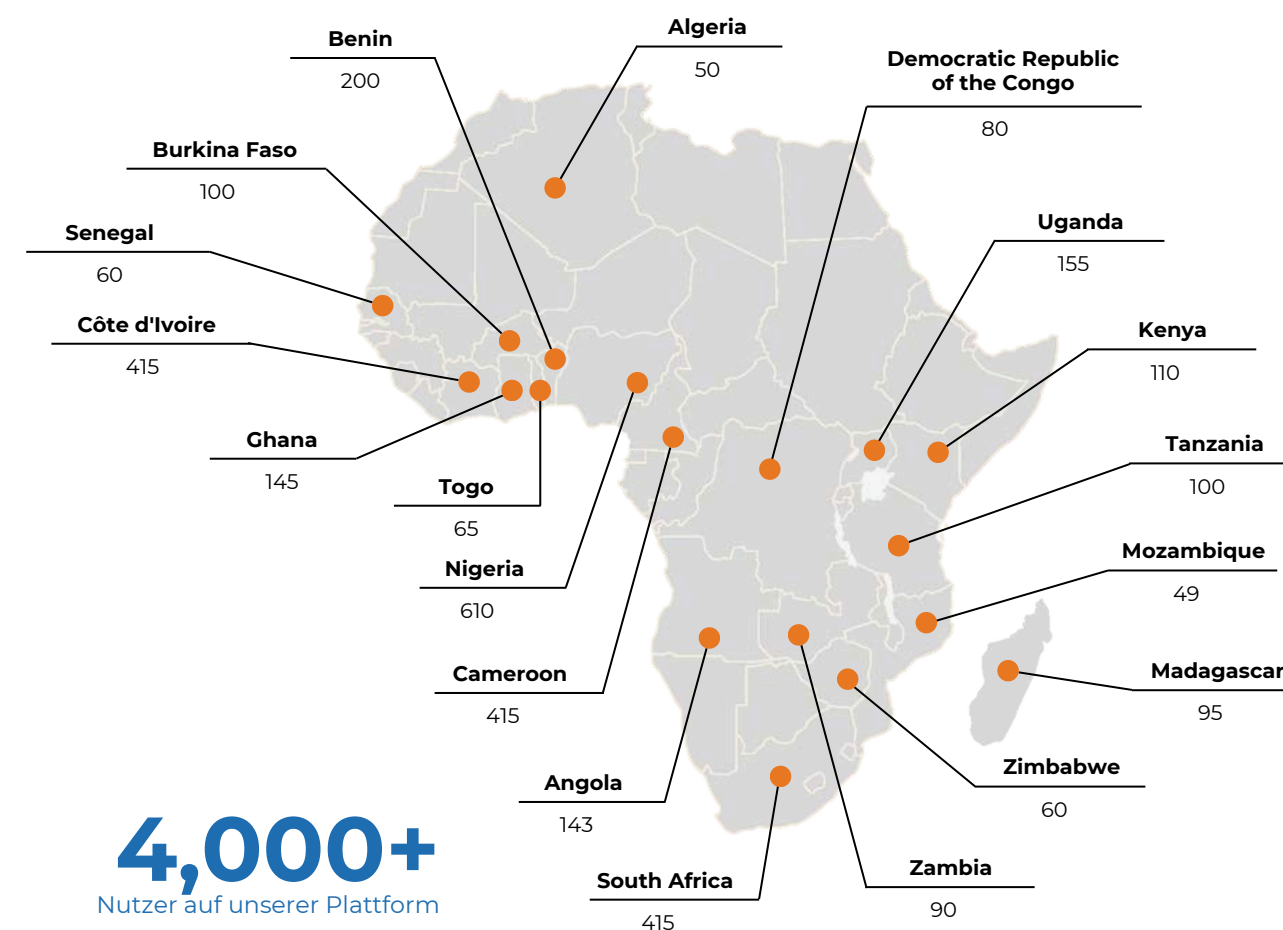 Benin
200
Algeria
50
Democratic Republic
of the Congo
80
Burkina Faso
100
Senegal
60
Côte d'Ivoire
415
Ghana
145
Togo
65
Nigeria
610
Cameroon
415
Angola
143
South Africa
415
Uganda
155
Kenya
110
Tanzania
100
Mozambique
49
Madagascar
95
Zimbabwe
60
Zambia
90
4,000+
Nutzer auf unserer Plattform